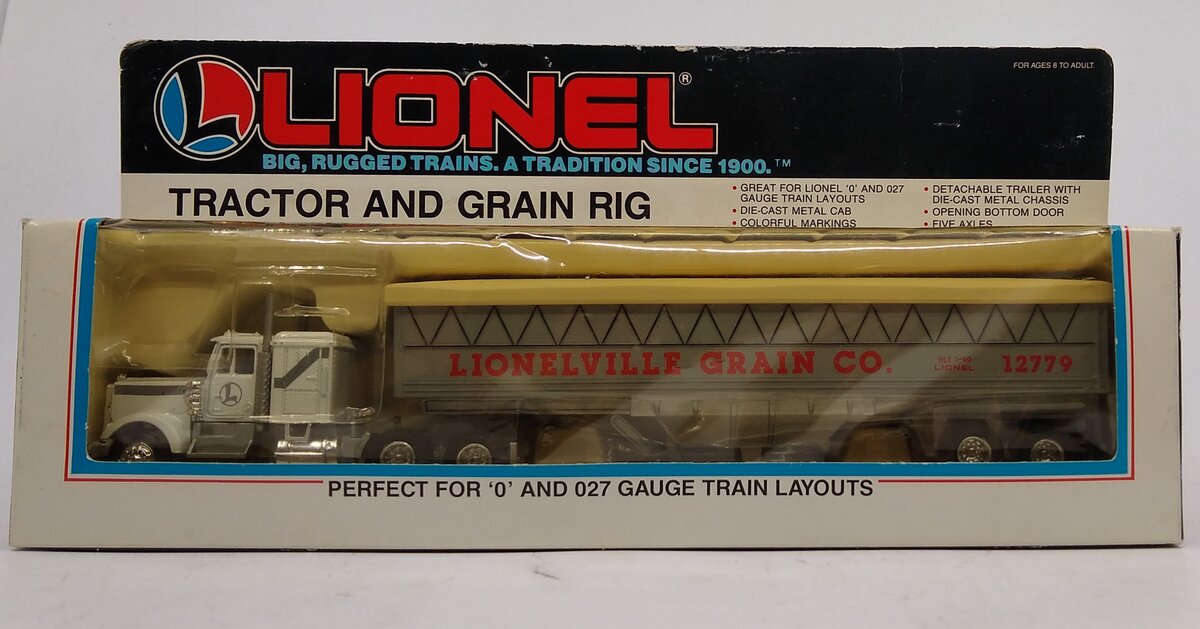 FOR AGES 8 TO ADULT.
LIONEL®
BIG, RUGGED TRAINS. A TRADITION SINCE 1900.™
TRACTOR AND GRAIN RIG
• GREAT FOR LIONEL '0' AND 027
GAUGE TRAIN LAYOUTS
• DIE-CAST METAL CAB
• COLORFUL MARKINGS
• DETACHABLE TRAILER WITH
DIE-CAST METAL CHASSIS
• OPENING BOTTOM DOOR
• FIVE AXLES
L
LIONELVILLE GRAIN CO.
BLT 1-90
LIONEL
12779
PERFECT FOR '0' AND 027 GAUGE TRAIN LAYOUTS